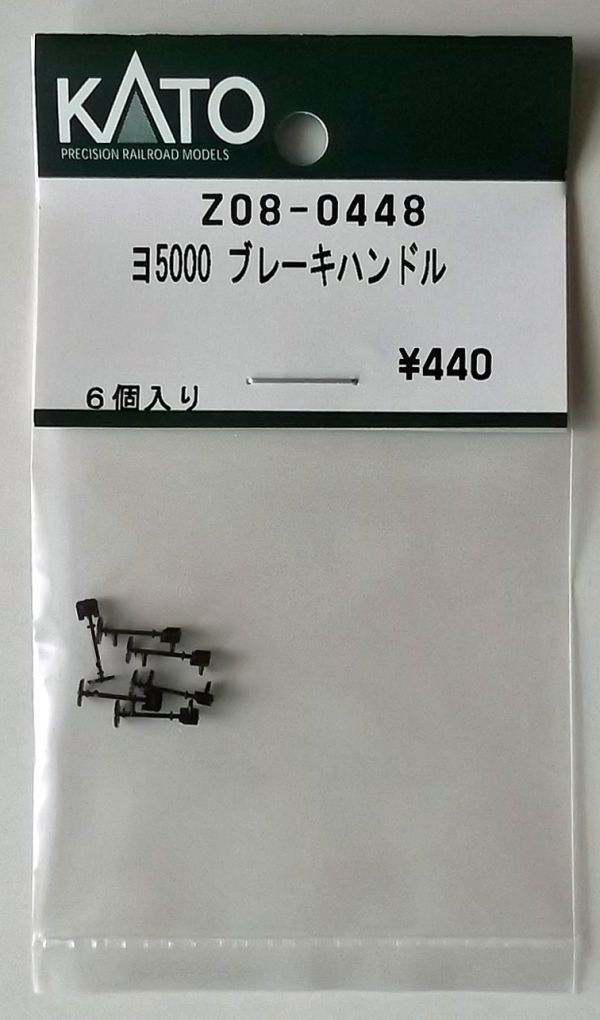 KATO
PRECISION RAILROAD MODELS
Z08-0448
ヨ5000 ブレーキハンドル
¥440
6個入り